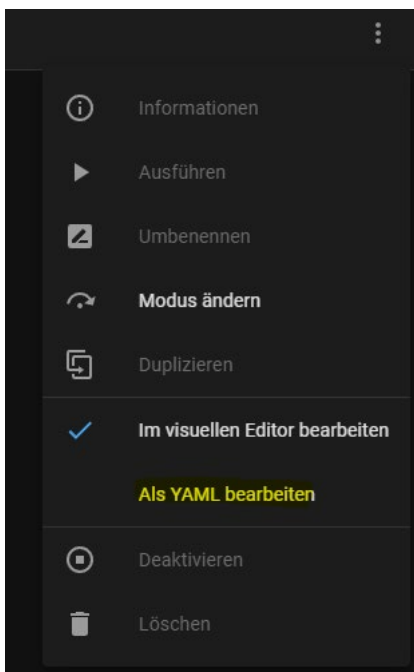 Informationen
Ausführen
Umbenennen
Modus ändern
Duplizieren
Im visuellen Editor bearbeiten
Als YAML bearbeiten
Deaktivieren
Löschen